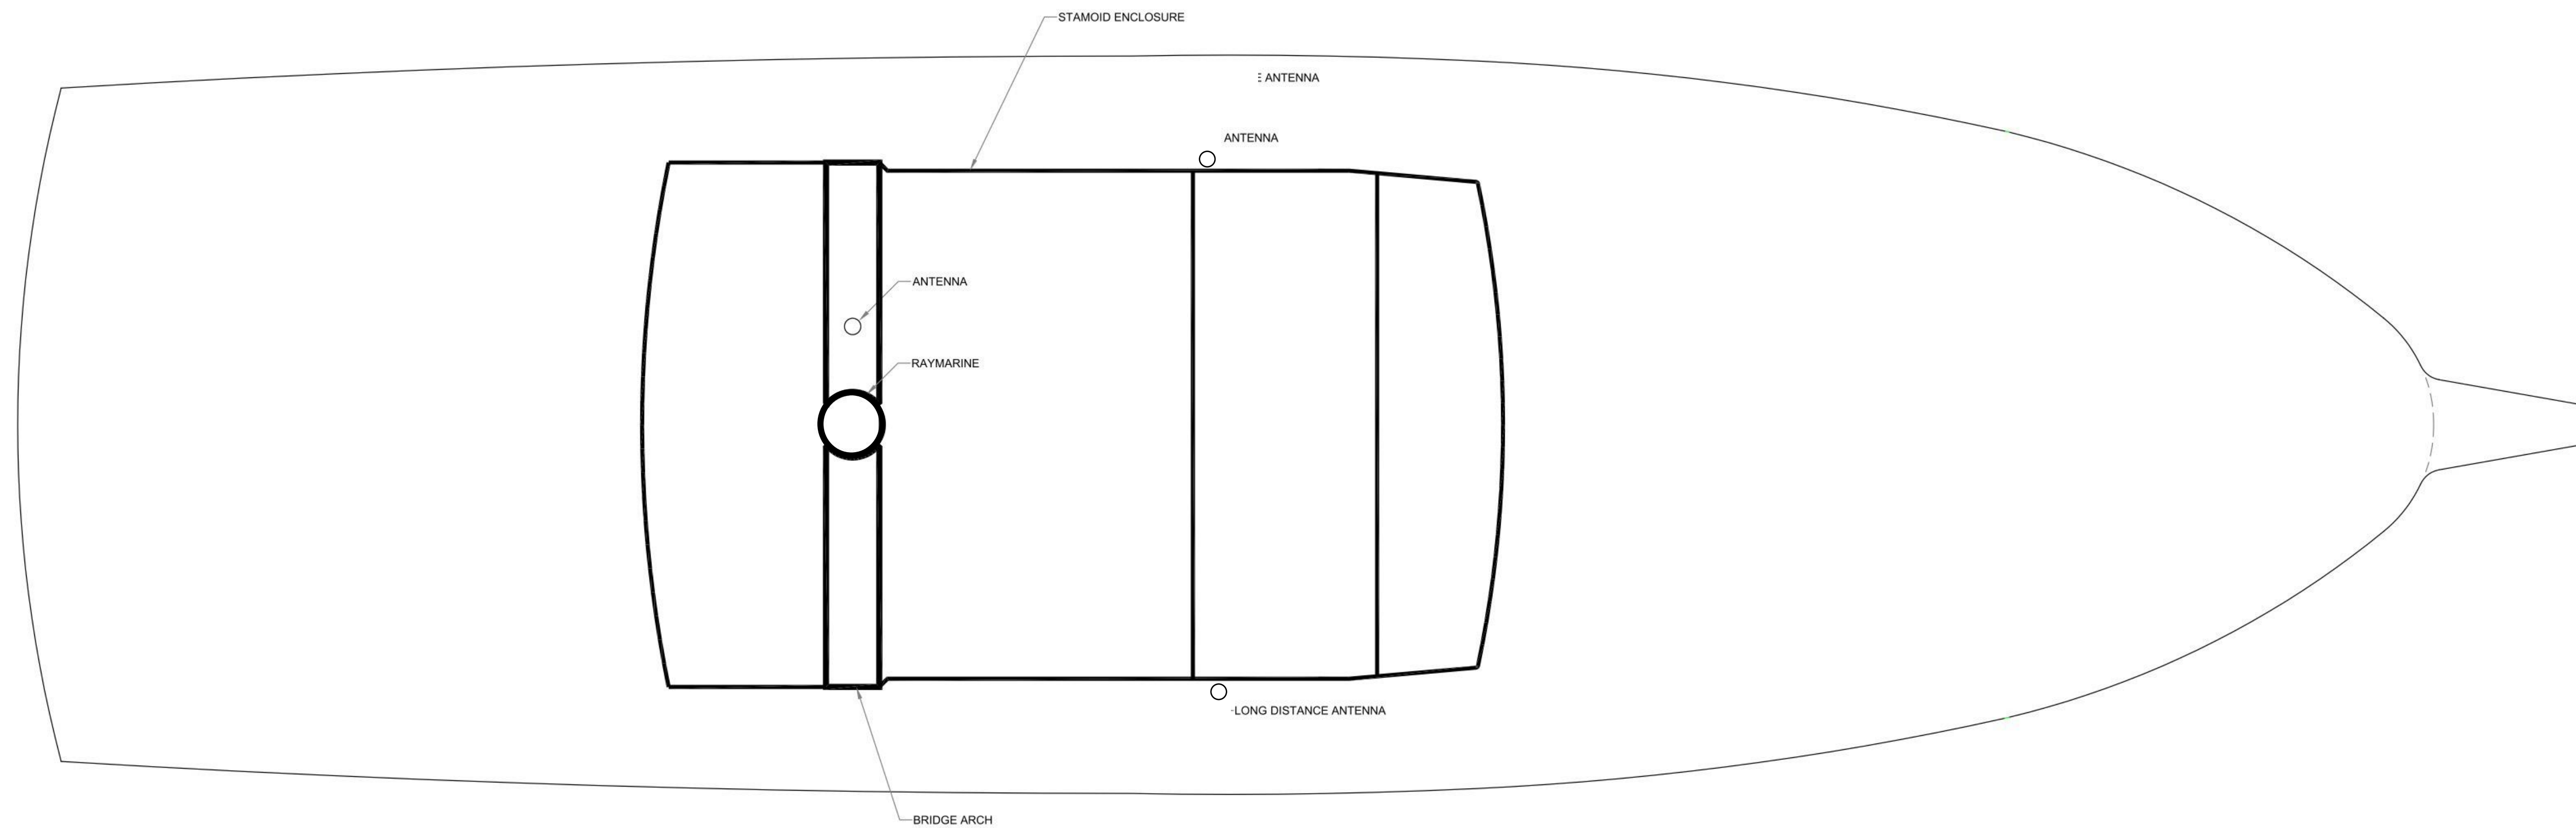 STAMOID ENCLOSURE
ANTENNA
ANTENNA
ANTENNA
RAYMARINE
LONG DISTANCE ANTENNA
BRIDGE ARCH